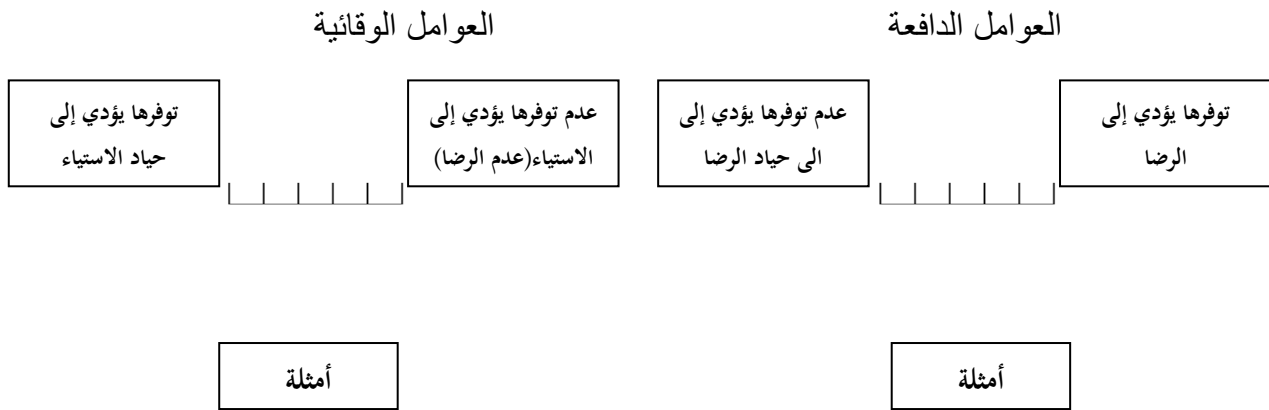 العوامل الدافعة
العوامل الوقائية
توفرها يؤدي إلى
الرضا
عدم توفرها يؤدي إلى
الى حياد الرضا
عدم توفرها يؤدي إلى
الاستياء(عدم الرضا)
توفرها يؤدي إلى
حياد الاستياء
أمثلة
أمثلة